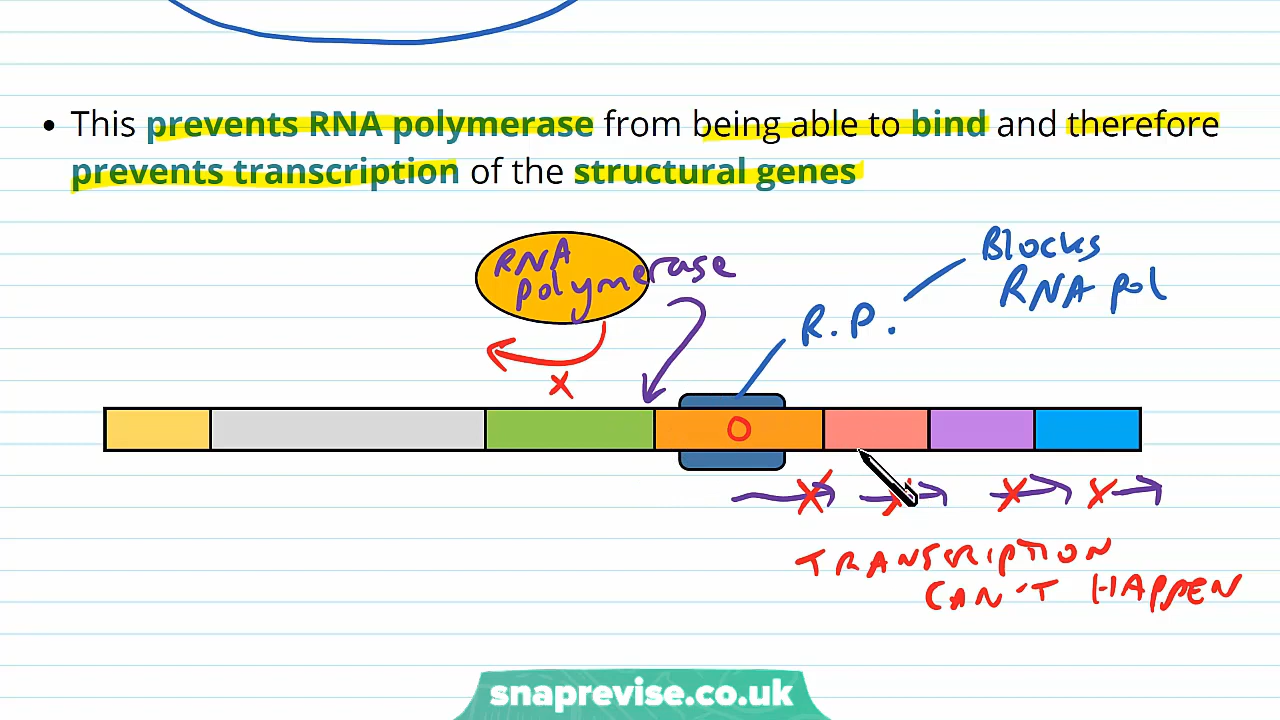 • This prevents RNA polymerase from being able to bind and therefore
prevents transcription of the structural genes
RNA
polymerase
Blocks
RNA pol
R.P.
X
O
X X X X
TRANSCRIPTION
CAN'T HAPPEN
snaprevise.co.uk